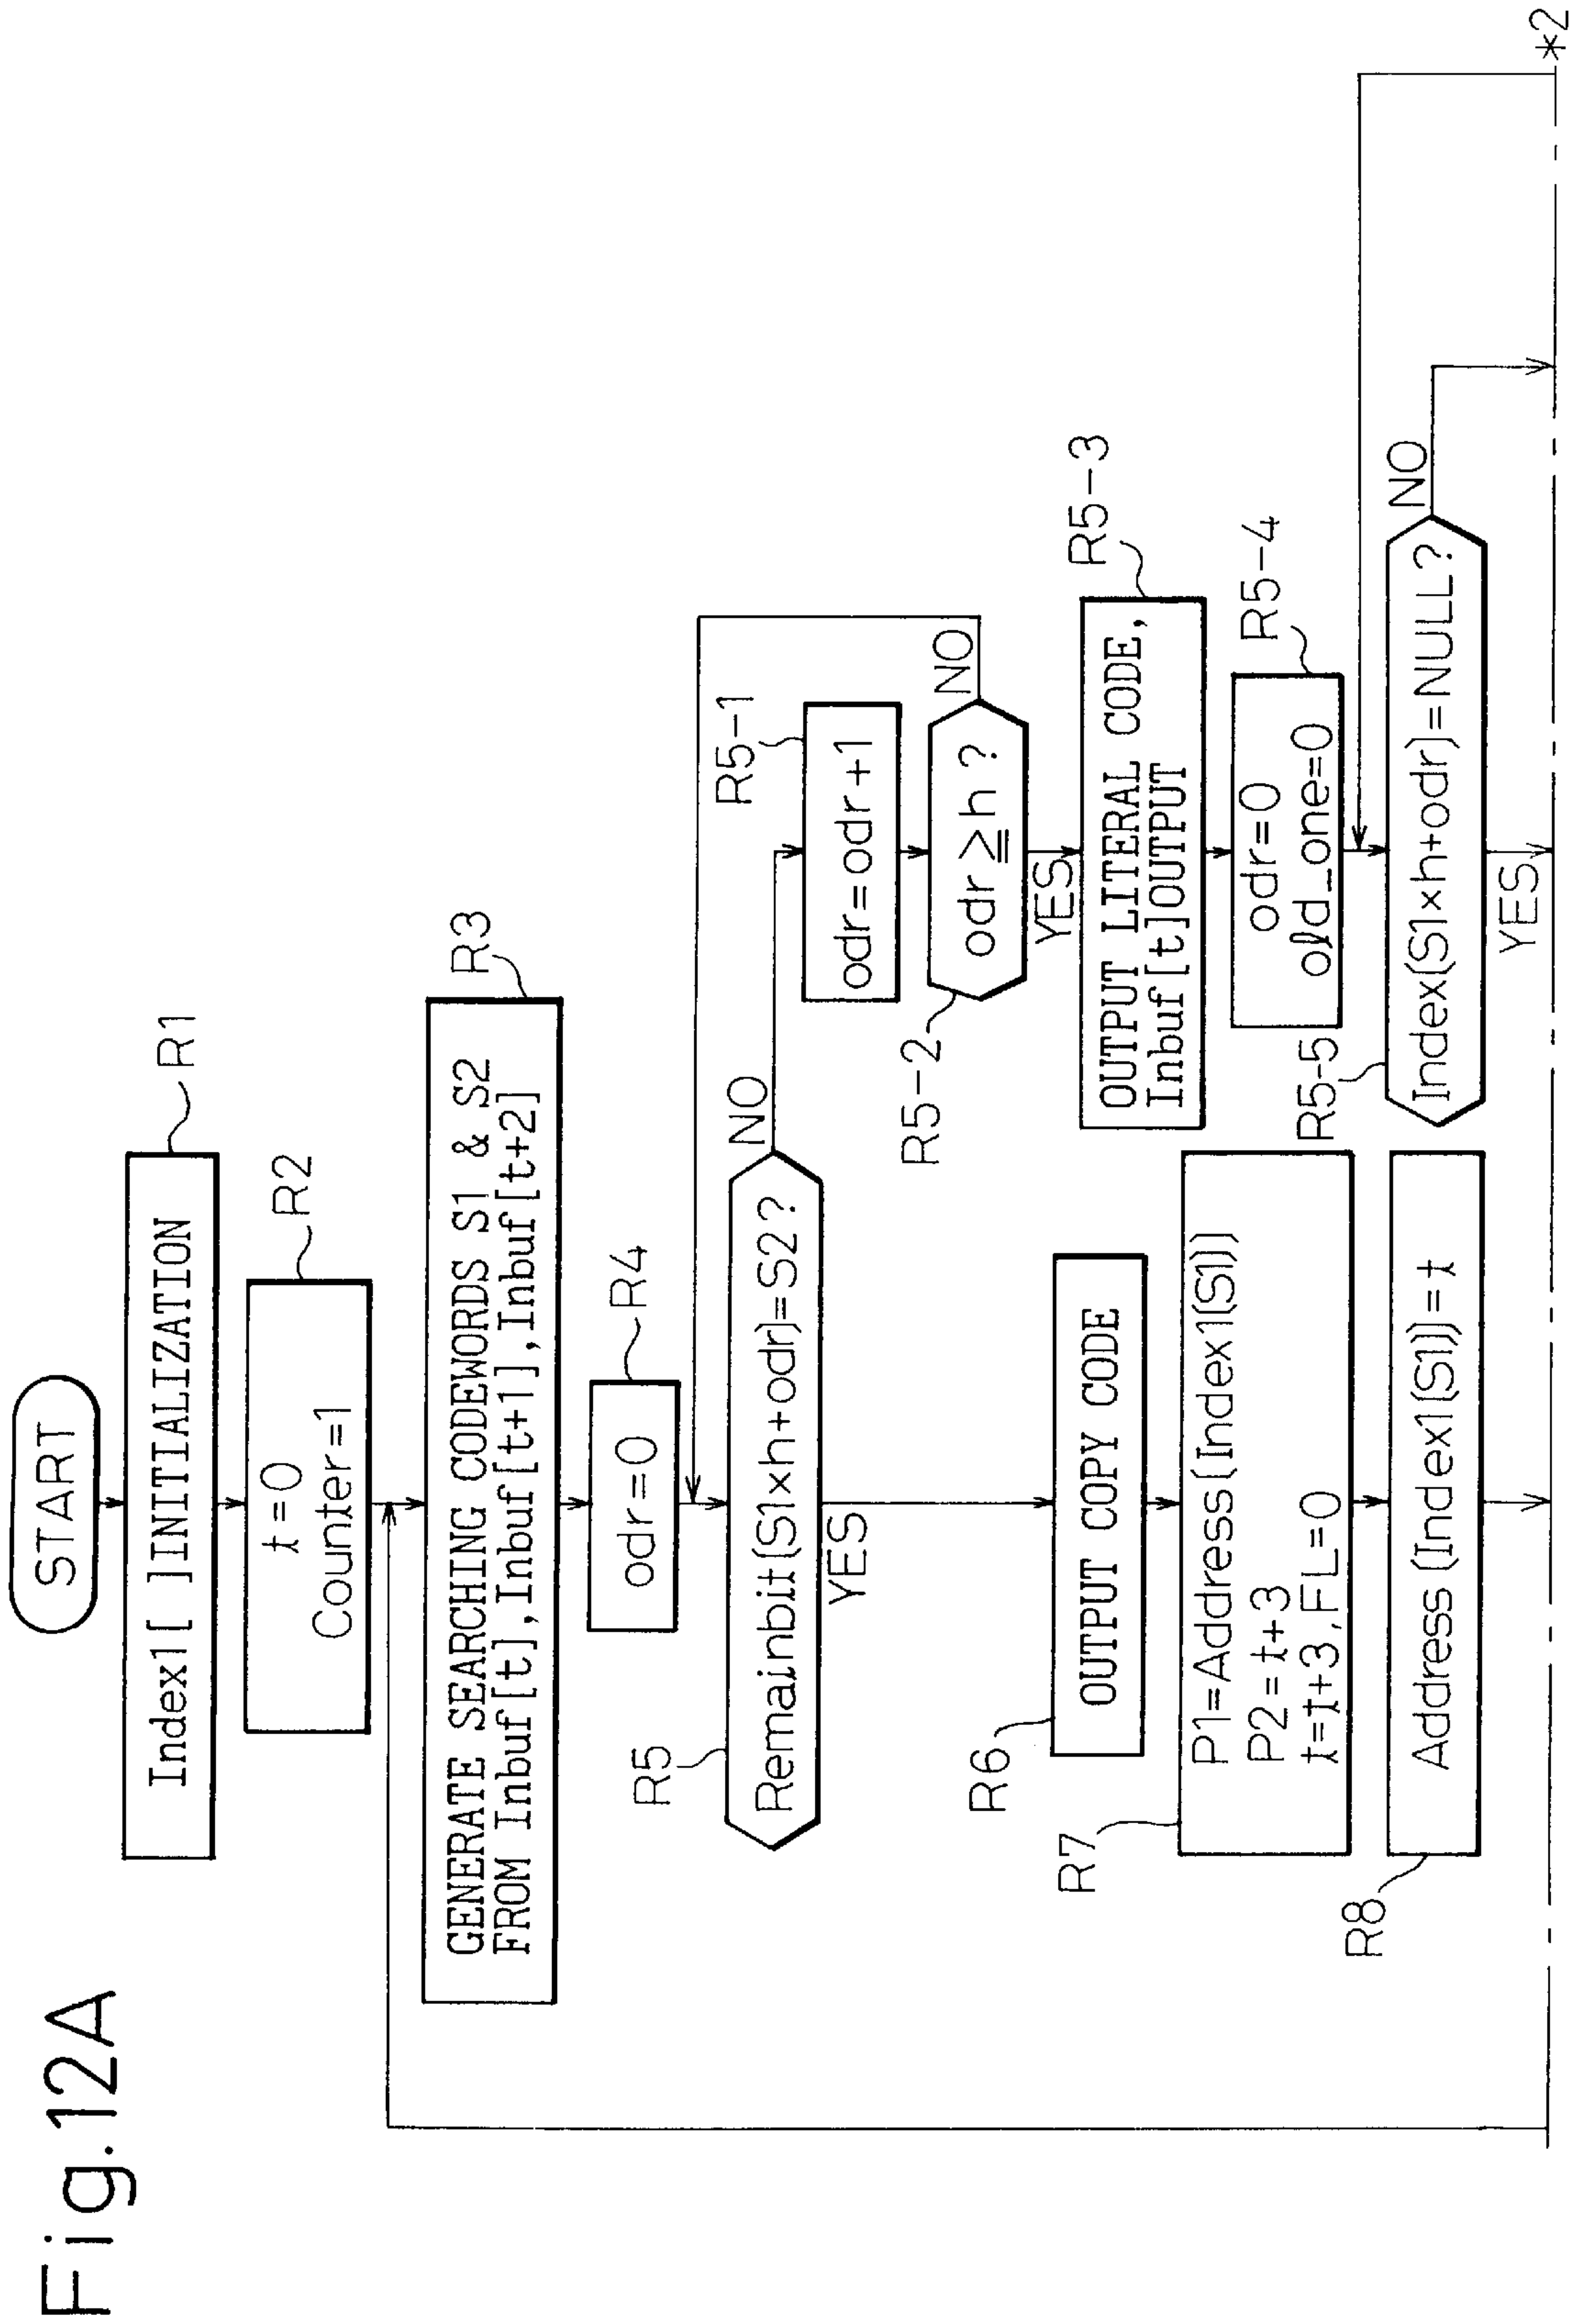 Fig.12A
START
Index1[ ]INITIALIZATION
R1
t=0
Counter=1
R2
GENERATE SEARCHING CODEWORDS S1 & S2
FROM Inbuf[t],Inbuf[t+1],Inbuf[t+2]
R3
odr=0
R4
R5
Remainbit(S1×h+odr)=S2?
NO
YES
R5-1
odr=odr+1
R5-2
odr≧h?
NO
YES
OUTPUT LITERAL CODE,
Inbuf[t]OUTPUT
R5-3
odr=0
old_one=0
R5-4
R5-5
Index(S1×h+odr)=NULL?
NO
YES
R6
OUTPUT COPY CODE
R7
P1=Address(Index1(S1))
P2=t+3
t=t+3,FL=0
R8
Address(Index1(S1))=t
*2